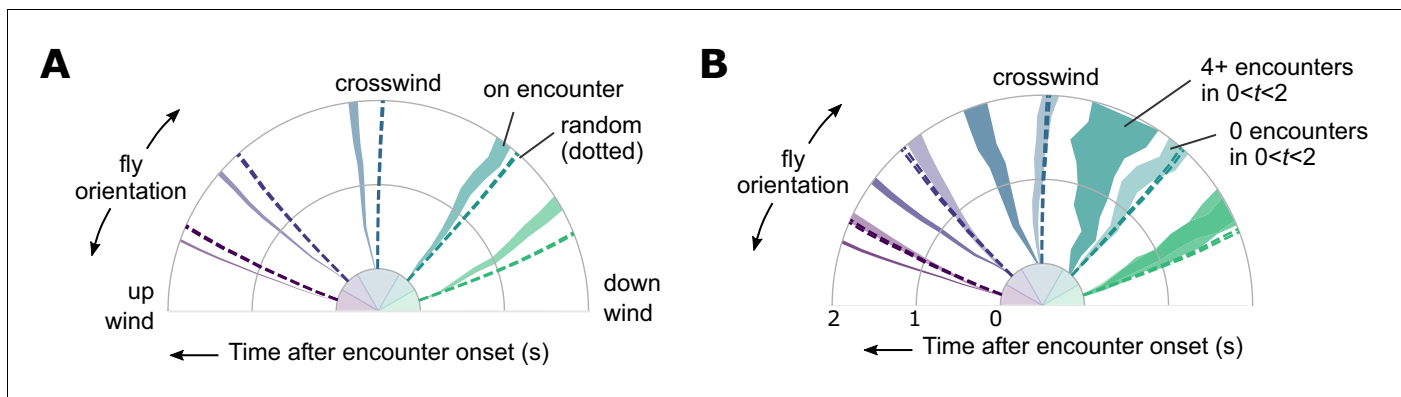 A
crosswind
on encounter
random
(dotted)
fly
orientation
up
wind
down
wind
Time after encounter onset (s)
B
crosswind
4+ encounters
in 0<t<2
0 encounters
in 0<t<2
fly
orientation
2
1
0
Time after encounter onset (s)